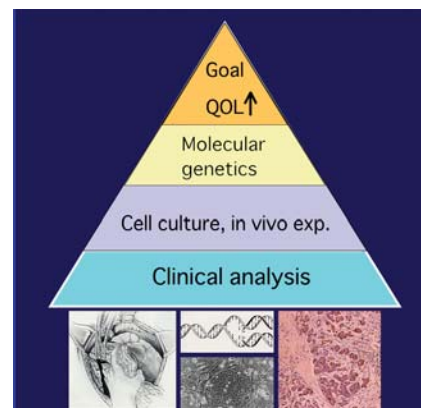 Goal
QOL↑
Molecular
genetics
Cell culture, in vivo exp.
Clinical analysis